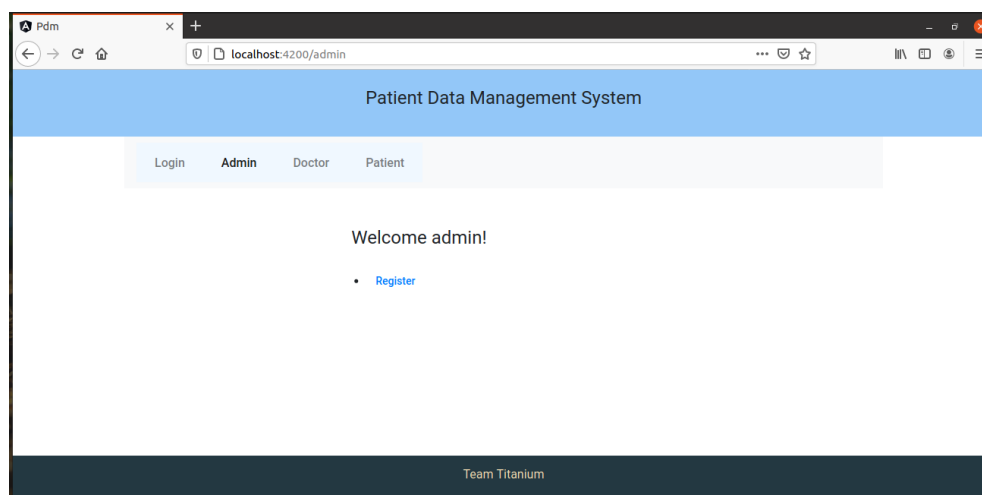 Pdm
localhost:4200/admin
Patient Data Management System
Login Admin Doctor Patient
Welcome admin!
• Register
Team Titanium